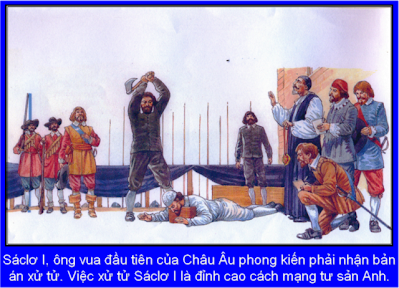 Sáclơ I, ông vua đầu tiên của Châu Âu phong kiến phải nhận bản
án xử tử. Việc xử tử Sáclơ I là đỉnh cao cách mạng tư sản Anh.